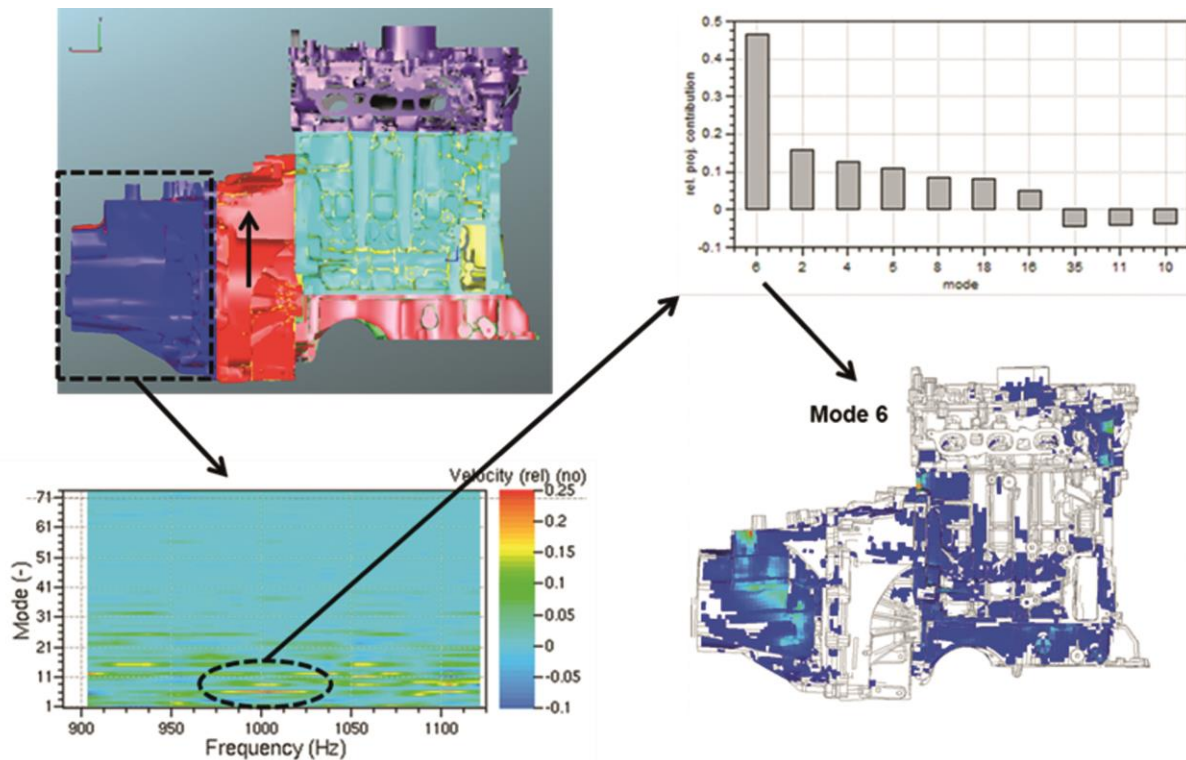 0.5
0.4
0.3
0.2
0.1
0
-0.1
rel. proj. contribution
6 2 4 5 8 18 16 35 11 10
mode
Mode 6
Velocity (rel) (no)
71
61
51
41
31
21
11
1
Mode (-)
0.25
0.2
0.15
0.1
0.05
0
-0.05
-0.1
900 950 1000 1050 1100
Frequency (Hz)